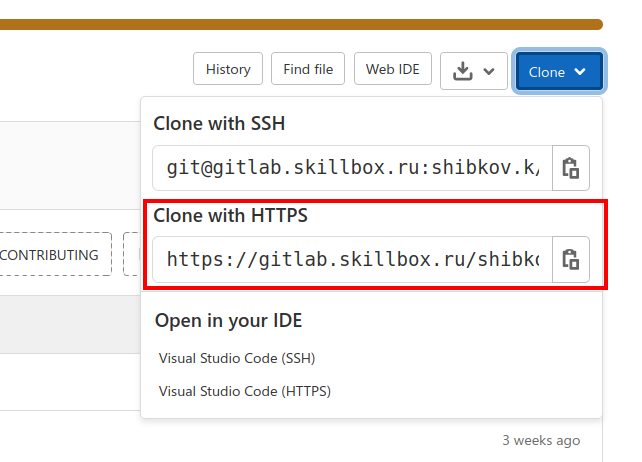 History Find file Web IDE Clone
Clone with SSH
git@gitlab.skillbox.ru:shibkov.k/
Clone with HTTPS
https://gitlab.skillbox.ru/shibko
CONTRIBUTING
Open in your IDE
Visual Studio Code (SSH)
Visual Studio Code (HTTPS)
3 weeks ago